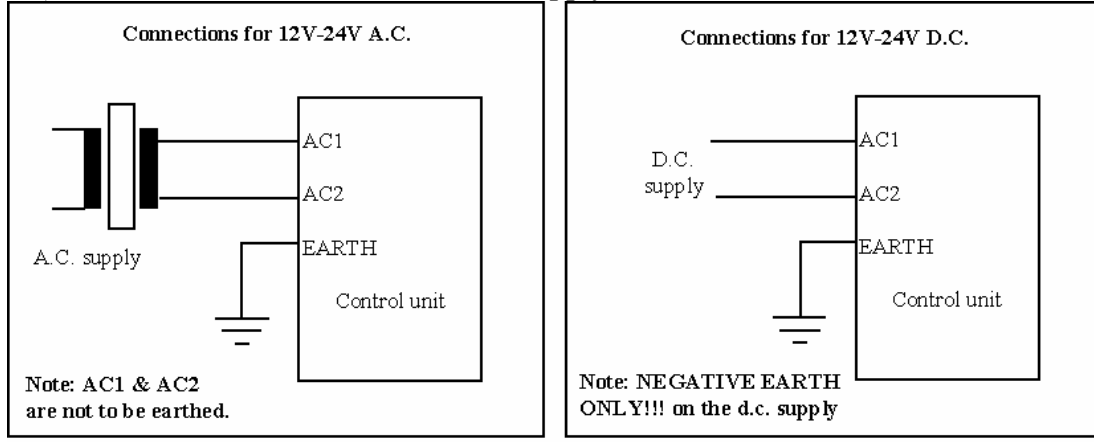 Connections for 12V-24V A.C.
AC1
AC2
EARTH
A.C. supply
Control unit
Note: AC1 & AC2
are not to be earthed.
Connections for 12V-24V D.C.
AC1
D.C.
supply
AC2
EARTH
Control unit
Note: NEGATIVE EARTH
ONLY!!! on the d.c. supply